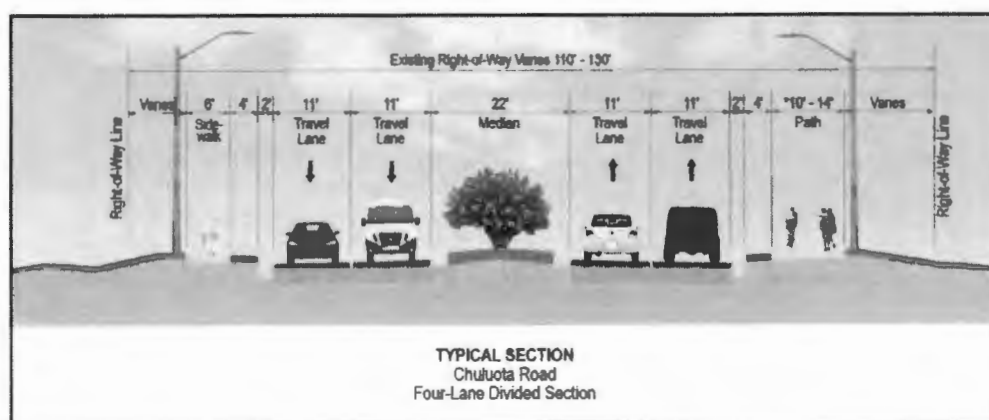 Existing Right-of-Way Varies 110' - 130'
Varies 6' 4' 2' 11' 11' 22' 11' 11' 2' 4' *10' - 14' Varies
Side-
walk
Travel
Lane
Travel
Lane
Median
Travel
Lane
Travel
Lane
Path
Right-of-Way Line
Right-of-Way Line
TYPICAL SECTION
Chuluota Road
Four-Lane Divided Section